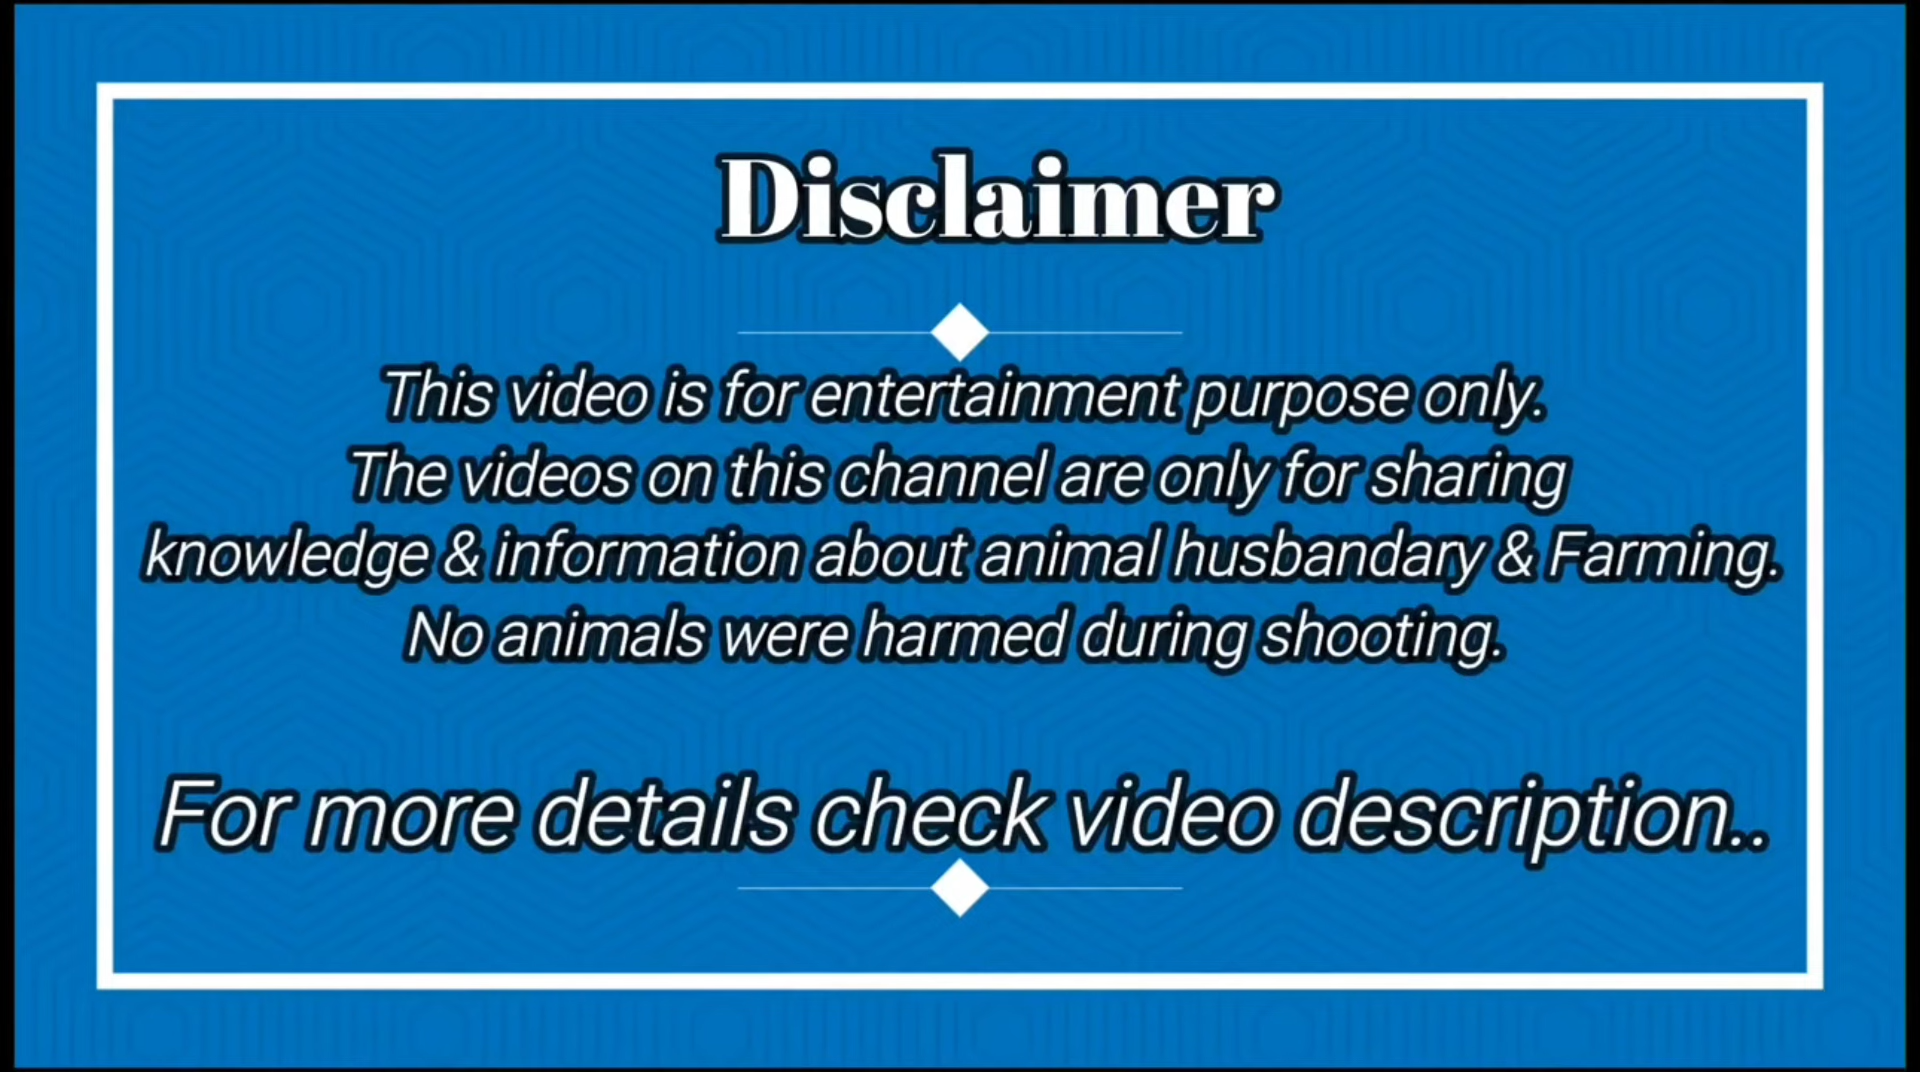 Disclaimer
This video is for entertainment purpose only.
The videos on this channel are only for sharing
knowledge & information about animal husbandary & Farming.
No animals were harmed during shooting.
For more details check video description..